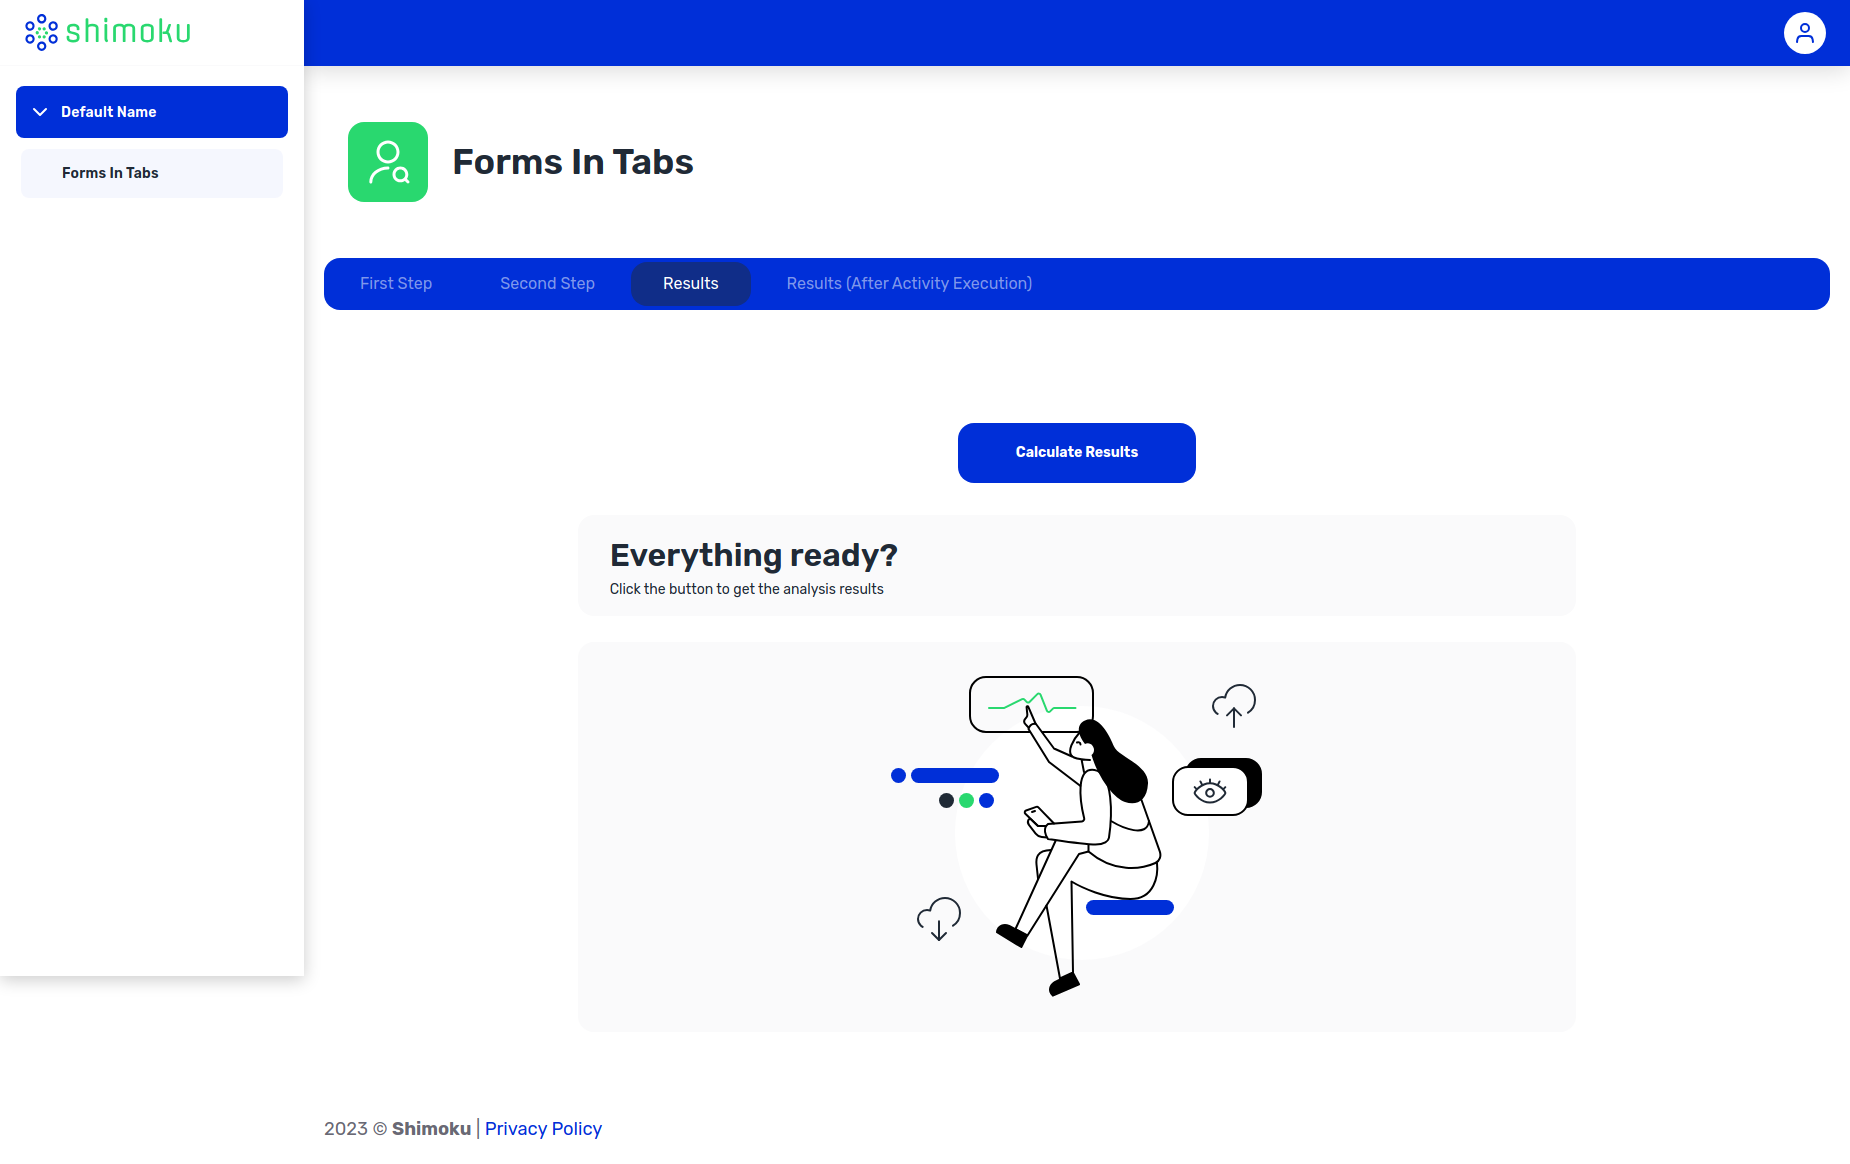 shimoku
Default Name
Forms In Tabs
Forms In Tabs
First Step
Second Step
Results
Results (After Activity Execution)
Calculate Results
Everything ready?
Click the button to get the analysis results
2023 © Shimoku | Privacy Policy